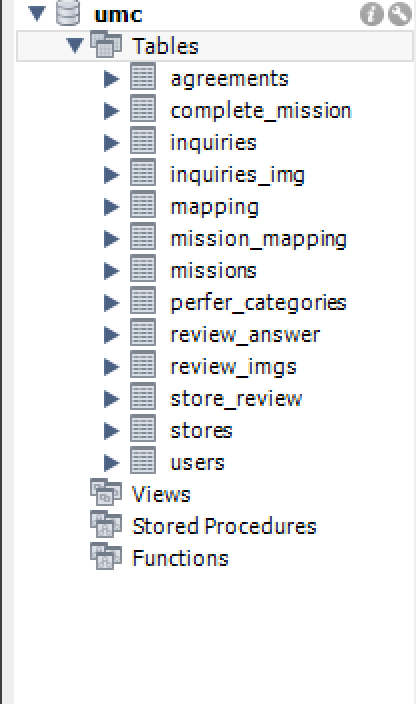 umc
Tables
agreements
complete_mission
inquiries
inquiries_img
mapping
mission_mapping
missions
perfer_categories
review_answer
review_imgs
store_review
stores
users
Views
Stored Procedures
Functions